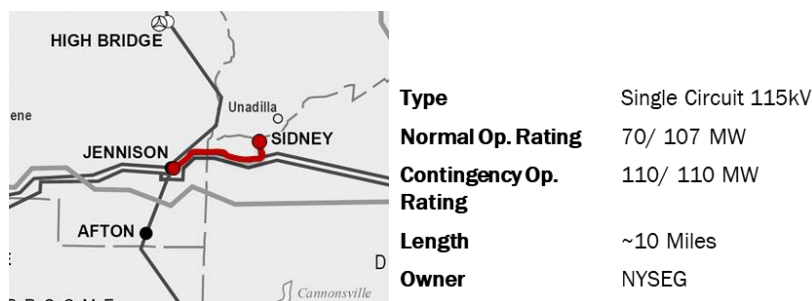 HIGH BRIDGE
ene
Unadilla
SIDNEY
JENNISON
AFTON
D
Cannonsville
Type Single Circuit 115kV
Normal Op. Rating 70/ 107 MW
Contingency Op. 110/ 110 MW
Rating
Length ~10 Miles
Owner NYSEG